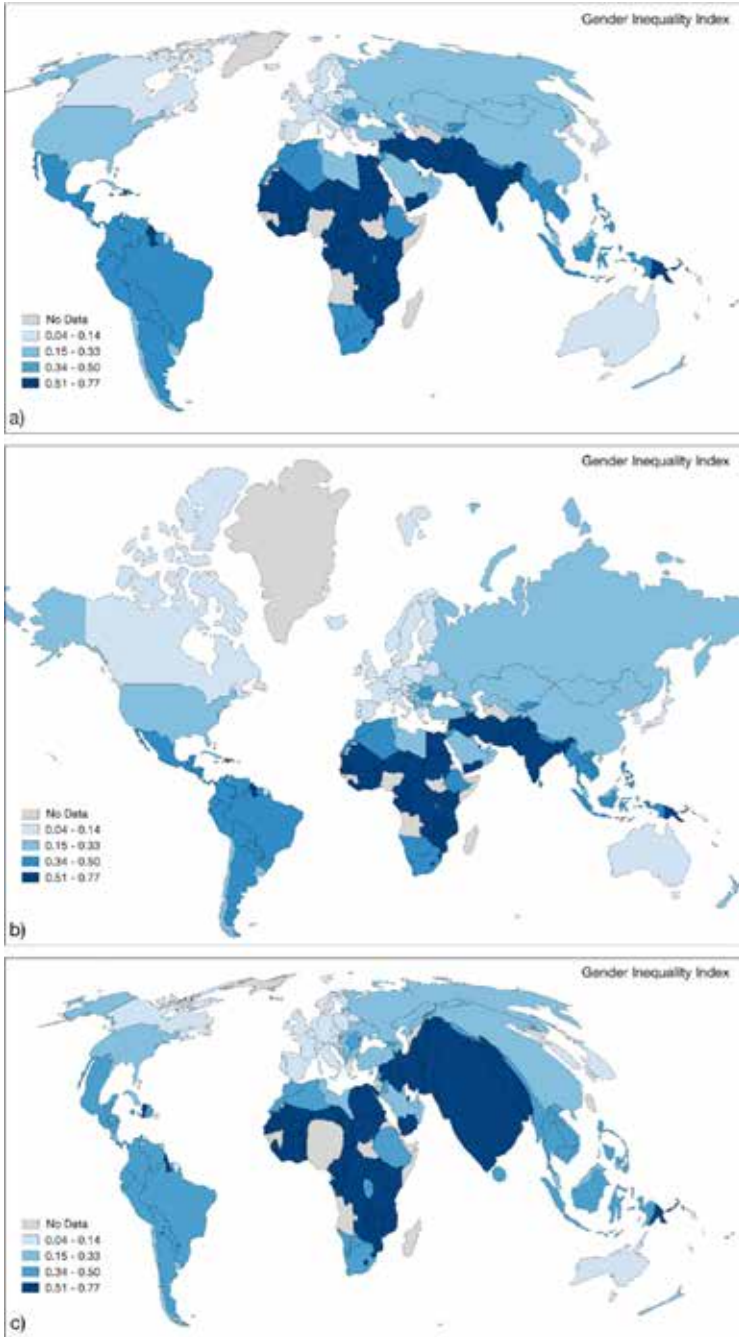 Gender Inequality Index
No Data
0.04 - 0.14
0.15 - 0.33
0.34 - 0.50
0.51 - 0.77
a)
Gender Inequality Index
No Data
0.04 - 0.14
0.15 - 0.33
0.34 - 0.50
0.51 - 0.77
b)
Gender Inequality Index
No Data
0.04 - 0.14
0.15 - 0.33
0.34 - 0.50
0.51 - 0.77
c)